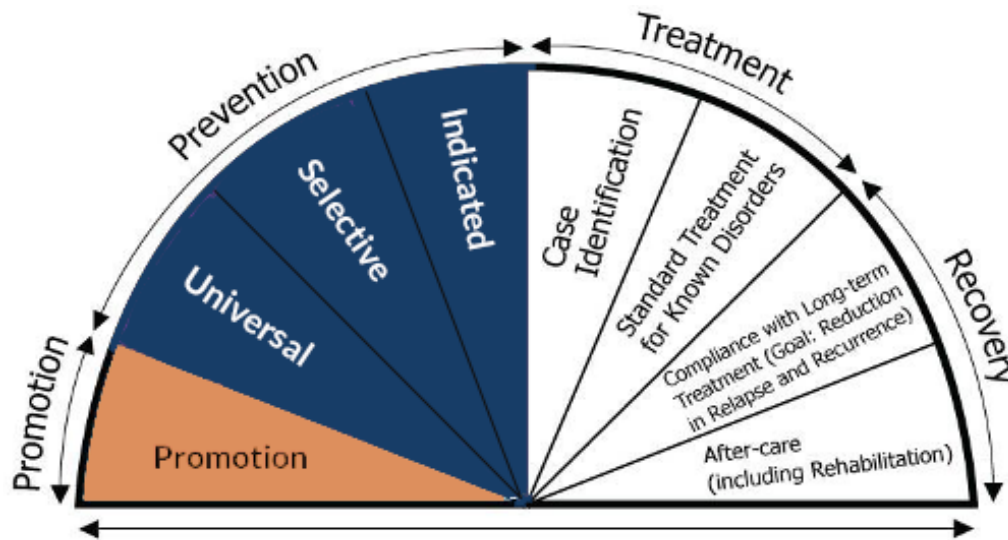 Promotion
Prevention
Treatment
Recovery
Promotion
Universal
Selective
Indicated
Case
Identification
Standard Treatment
for Known Disorders
Compliance with Long-term
Treatment (Goal: Reduction
in Relapse and Recurrence)
After-care
(including Rehabilitation)